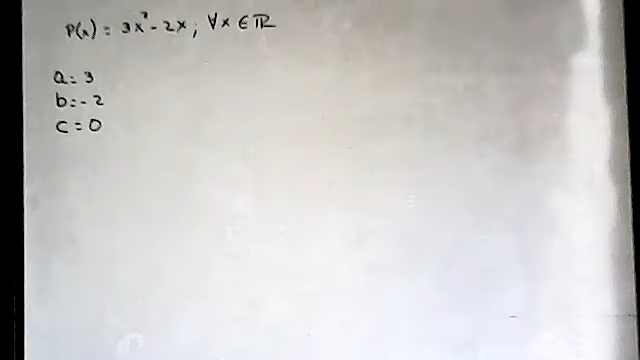 P(x) = 3x² - 2x ; ∀x ∈ ℝ
a = 3
b = - 2
c = 0